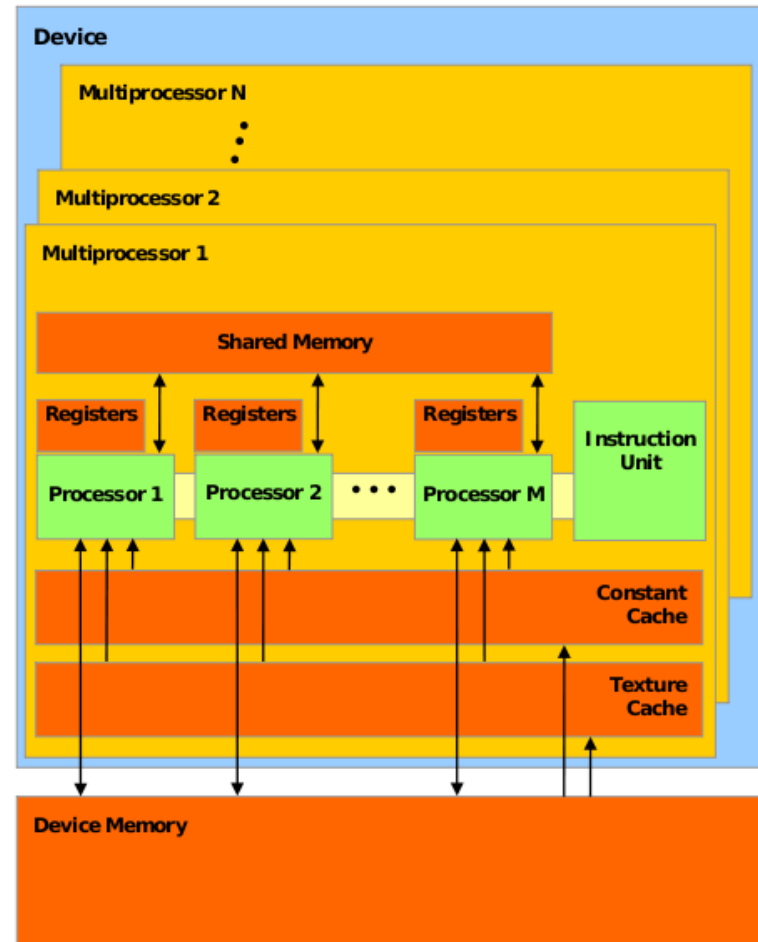 Device
Multiprocessor N
Multiprocessor 2
Multiprocessor 1
Shared Memory
Registers
Registers
Registers
Instruction
Unit
Processor 1
Processor 2
Processor M
Constant
Cache
Texture
Cache
Device Memory